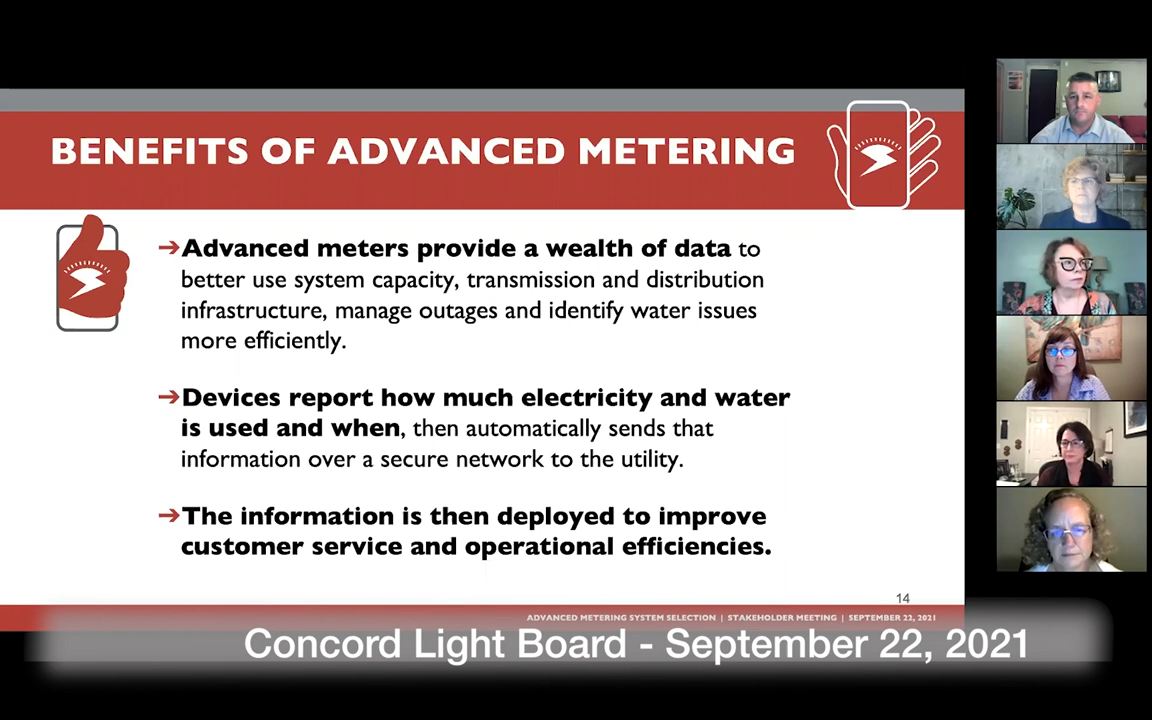 BENEFITS OF ADVANCED METERING
➔Advanced meters provide a wealth of data to
better use system capacity, transmission and distribution
infrastructure, manage outages and identify water issues
more efficiently.
➔Devices report how much electricity and water
is used and when, then automatically sends that
information over a secure network to the utility.
➔The information is then deployed to improve
customer service and operational efficiencies.
14
ADVANCED METERING SYSTEM SELECTION | STAKEHOLDER MEETING | SEPTEMBER 22, 2021
Concord Light Board - September 22, 2021